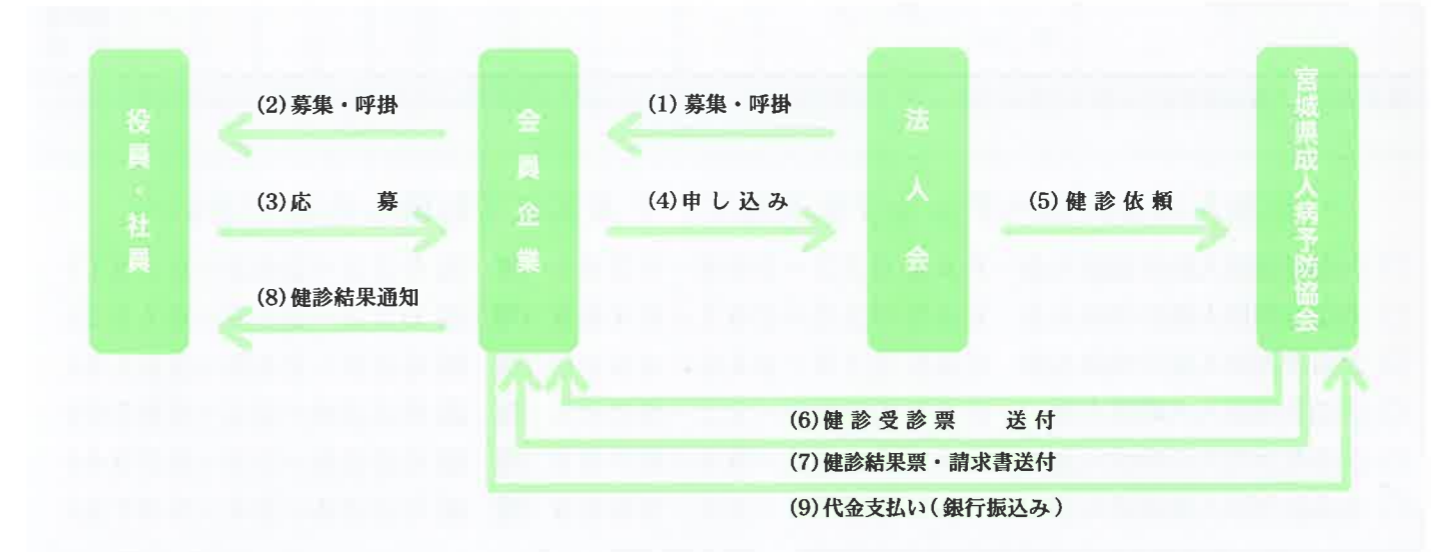 役員・社員
会員企業
法人会
宮城県成人病予防協会
(2)募集・呼掛
(1) 募集・呼掛
(3)応　　募
(4)申し込み
(5)健診依頼
(8)健診結果通知
(6)健診受診票　送付
(7)健診結果票・請求書送付
(9)代金支払い(銀行振込み)